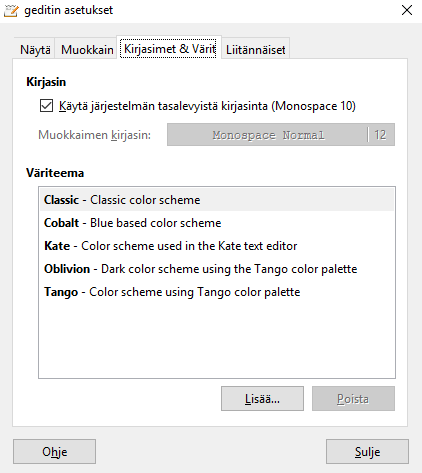 geditin asetukset
Näytä Muokkain Kirjasimet & Värit Liitännäiset
Kirjasin
Käytä järjestelmän tasalevyistä kirjasinta (Monospace 10)
Muokkaimen kirjasin: Monospace Normal 12
Väriteema
Classic - Classic color scheme
Cobalt - Blue based color scheme
Kate - Color scheme used in the Kate text editor
Oblivion - Dark color scheme using the Tango color palette
Tango - Color scheme using Tango color palette
Lisää... Poista
Ohje Sulje